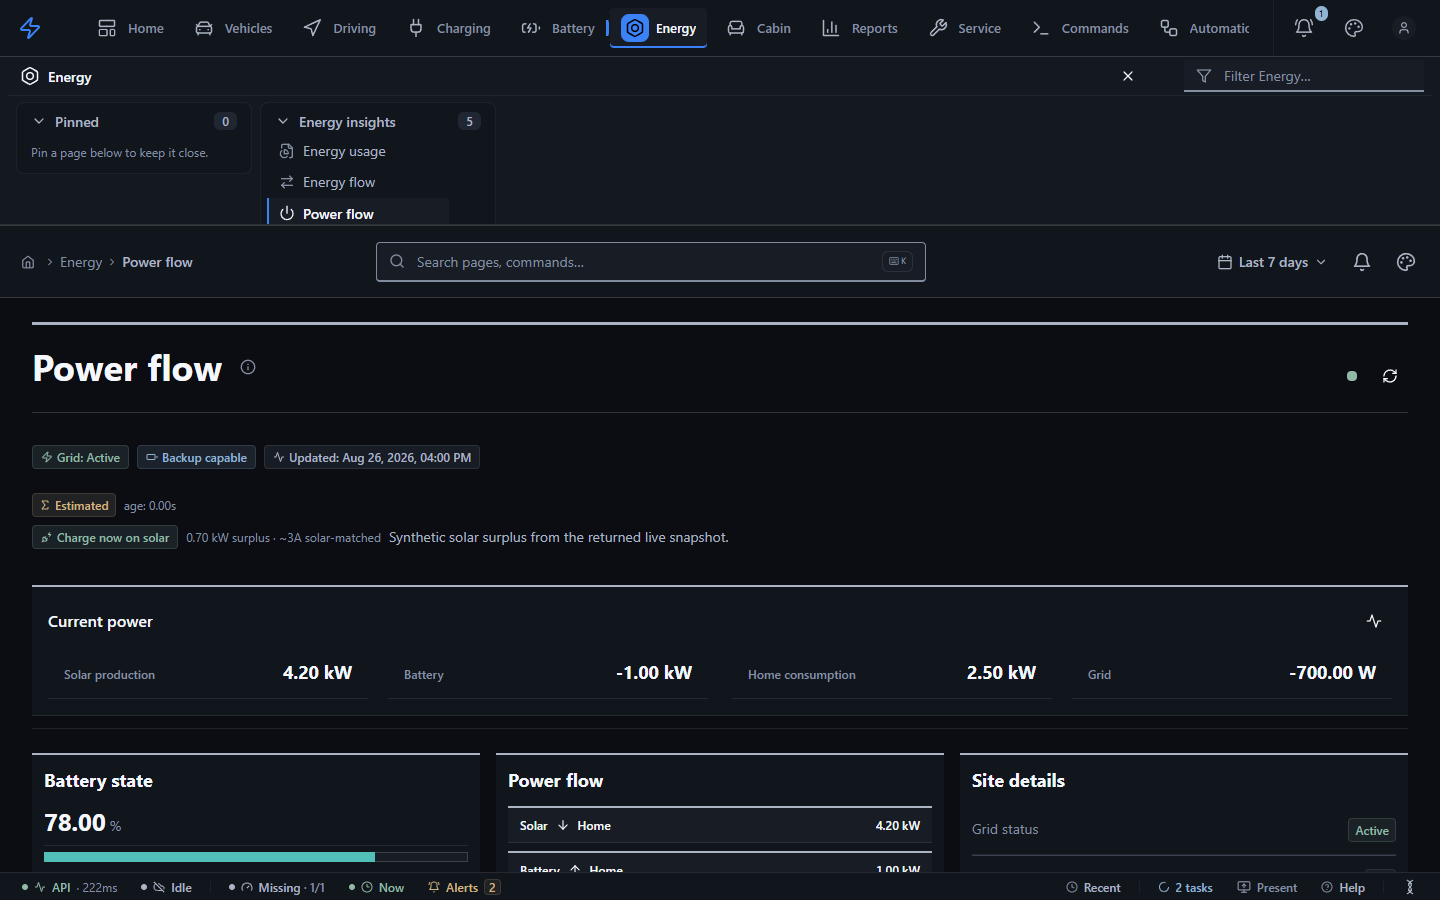 Home
Vehicles
Driving
Charging
Battery
Energy
Cabin
Reports
Service
Commands
Automatic
1
Energy
Filter Energy...
Pinned
0
Pin a page below to keep it close.
Energy insights
5
Energy usage
Energy flow
Power flow
Energy
Power flow
Search pages, commands...
K
Last 7 days
Power flow
Grid: Active
Backup capable
Updated: Aug 26, 2026, 04:00 PM
Estimated
age: 0.00s
Charge now on solar
0.70 kW surplus · ~3A solar-matched
Synthetic solar surplus from the returned live snapshot.
Current power
Solar production
4.20 kW
Battery
-1.00 kW
Home consumption
2.50 kW
Grid
-700.00 W
Battery state
78.00 %
Power flow
Solar
Home
4.20 kW
Battery
Home
1.00 kW
Site details
Grid status
Active
API · 222ms
Idle
Missing · 1/1
Now
Alerts 2
Recent
2 tasks
Present
Help